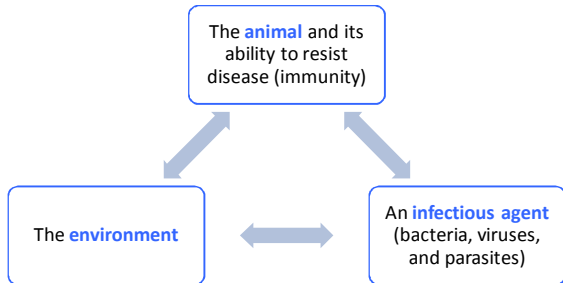 The animal and its
ability to resist
disease (immunity)
The environment
An infectious agent
(bacteria, viruses,
and parasites)